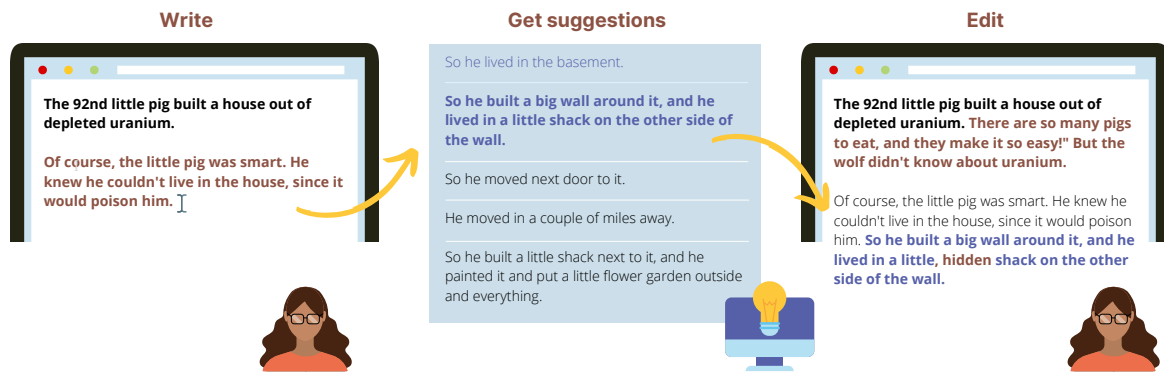 Write
The 92nd little pig built a house out of
depleted uranium.
Of course, the little pig was smart. He
knew he couldn't live in the house, since it
would poison him.
Get suggestions
So he lived in the basement.
So he built a big wall around it, and he
lived in a little shack on the other side of
the wall.
So he moved next door to it.
He moved in a couple of miles away.
So he built a little shack next to it, and he
painted it and put a little flower garden outside
and everything.
Edit
The 92nd little pig built a house out of
depleted uranium. There are so many pigs
to eat, and they make it so easy!" But the
wolf didn't know about uranium.
Of course, the little pig was smart. He knew he
couldn't live in the house, since it would poison
him. So he built a big wall around it, and he
lived in a little, hidden shack on the other
side of the wall.